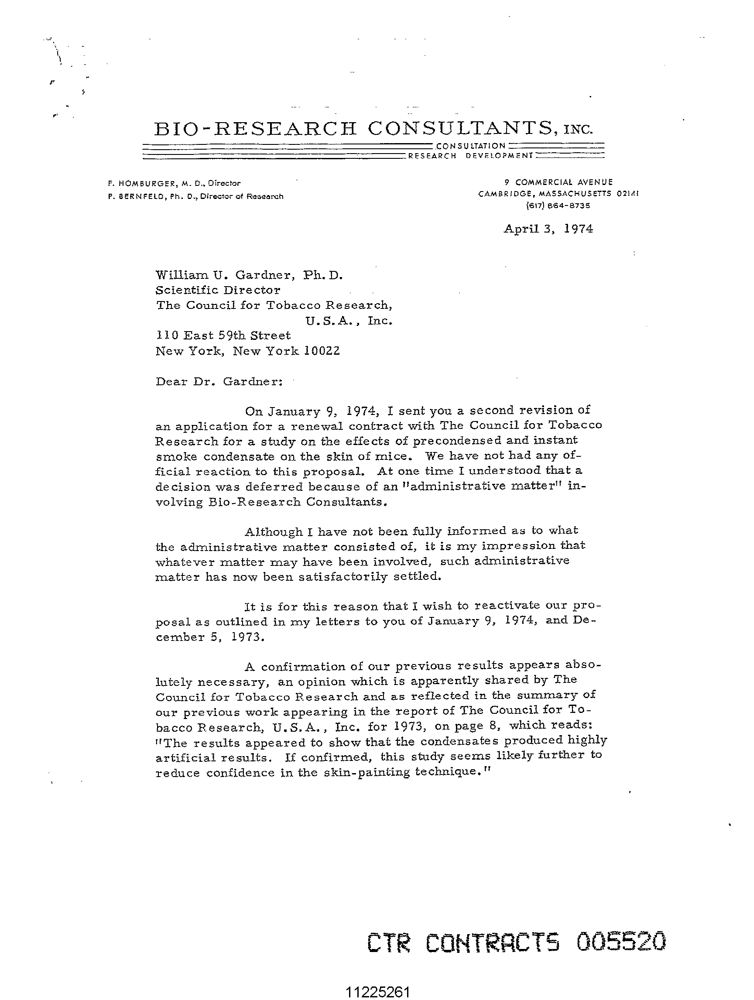 BIO-RESEARCH CONSULTANTS, INC.
CONSULTATION
RESEARCH DEVELOPMENT
F. HOMBURGER, M. D., Director
P. BERNFELD, Ph. D., Director of Research
9 COMMERCIAL AVENUE
CAMBRIDGE, MASSACHUSETTS 02141
(617) 864-8735
April 3, 1974
William U. Gardner, Ph. D.
Scientific Director
The Council for Tobacco Research,
U. S. A., Inc.
110 East 59th Street
New York, New York 10022
Dear Dr. Gardner:
On January 9, 1974, I sent you a second revision of
an application for a renewal contract with The Council for Tobacco
Research for a study on the effects of precondensed and instant
smoke condensate on the skin of mice. We have not had any of-
ficial reaction to this proposal. At one time I understood that a
decision was deferred because of an "administrative matter" in-
volving Bio-Research Consultants.
Although I have not been fully informed as to what
the administrative matter consisted of, it is my impression that
whatever matter may have been involved, such administrative
matter has now been satisfactorily settled.
It is for this reason that I wish to reactivate our pro-
posal as outlined in my letters to you of January 9, 1974, and De-
cember 5, 1973.
A confirmation of our previous results appears abso-
lutely necessary, an opinion which is apparently shared by The
Council for Tobacco Research and as reflected in the summary of
our previous work appearing in the report of The Council for To-
bacco Research, U. S. A., Inc. for 1973, on page 8, which reads:
"The results appeared to show that the condensates produced highly
artificial results. If confirmed, this study seems likely further to
reduce confidence in the skin-painting technique."
CTR CONTRACTS 005520
11225261